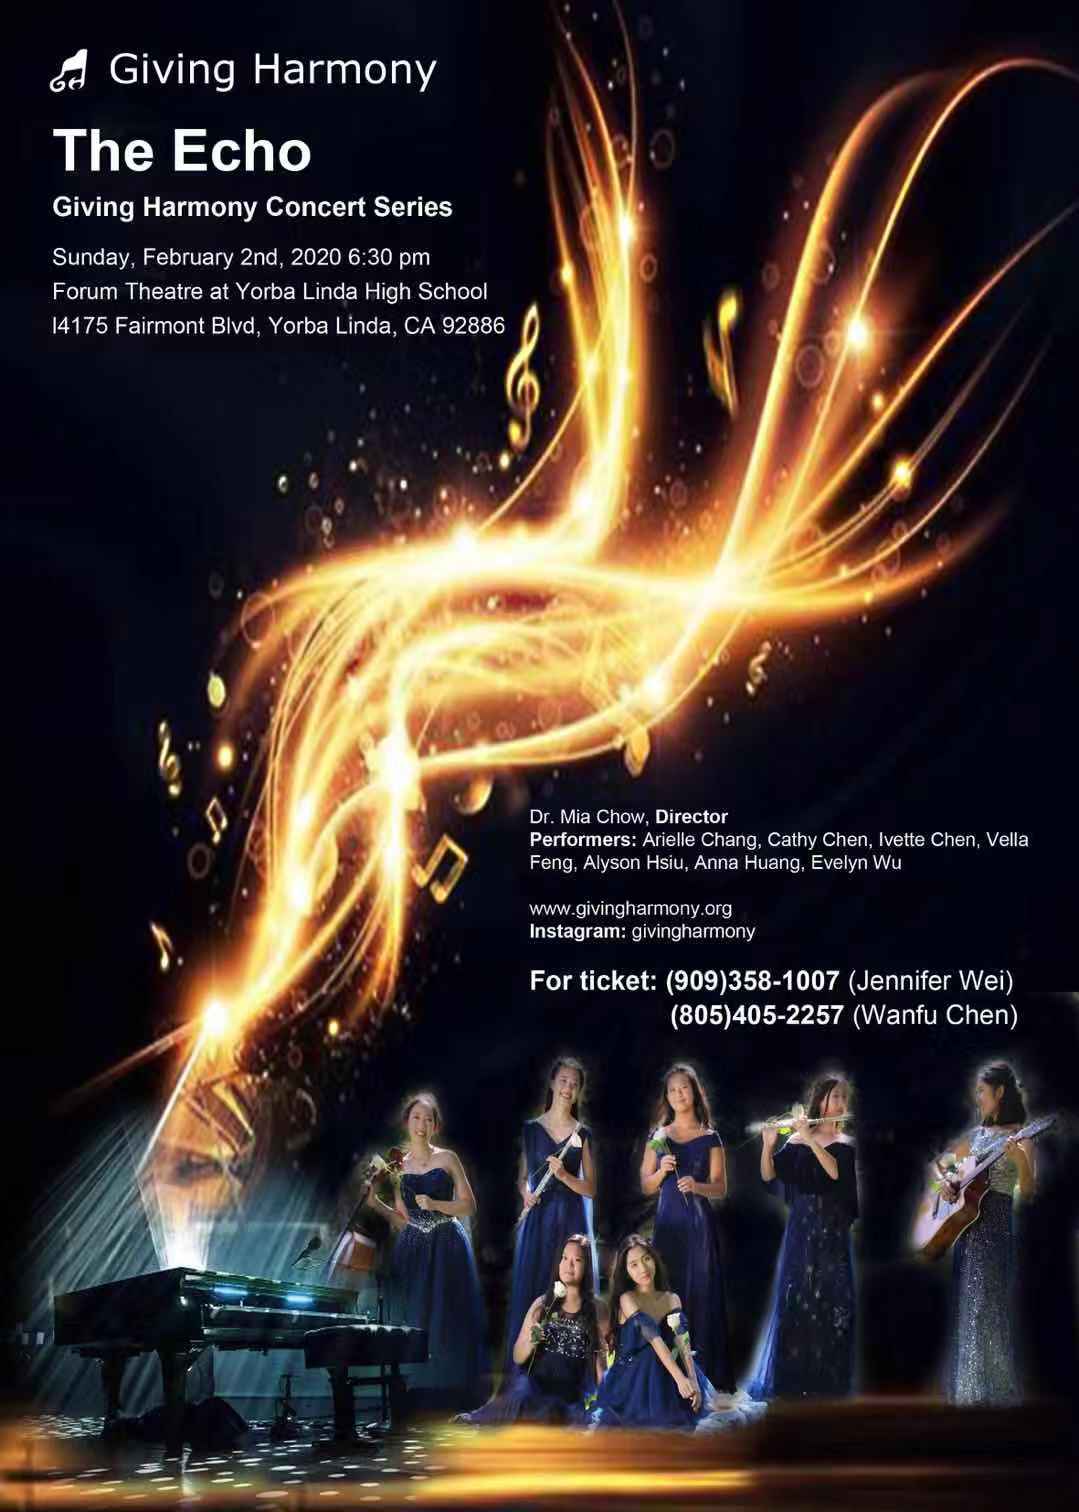 Giving Harmony
The Echo
Giving Harmony Concert Series
Sunday, February 2nd, 2020 6:30 pm
Forum Theatre at Yorba Linda High School
l4175 Fairmont Blvd, Yorba Linda, CA 92886
Dr. Mia Chow, Director
Performers: Arielle Chang, Cathy Chen, Ivette Chen, Vella
Feng, Alyson Hsiu, Anna Huang, Evelyn Wu
www.givingharmony.org
Instagram: givingharmony
For ticket: (909)358-1007 (Jennifer Wei)
(805)405-2257 (Wanfu Chen)